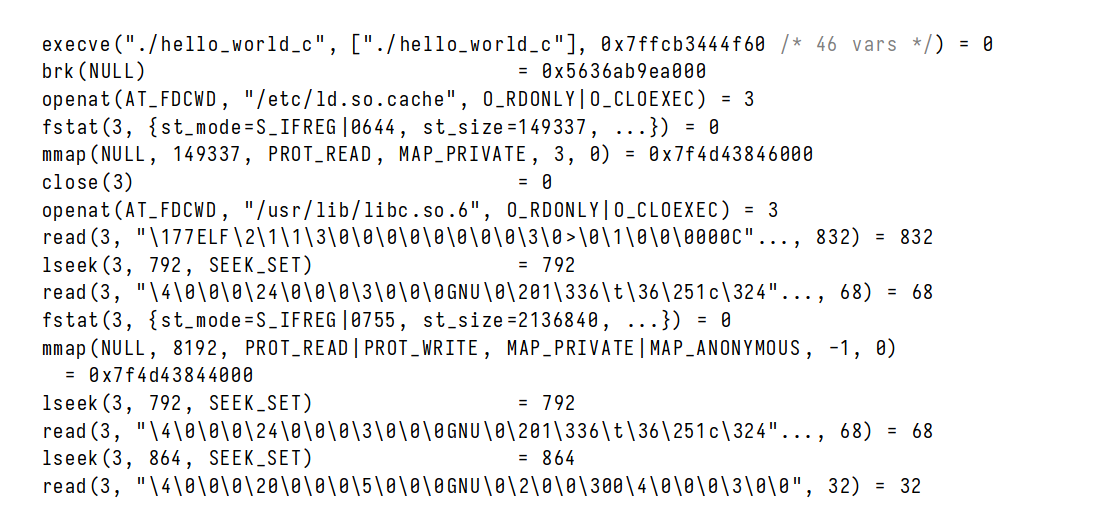 execve("./hello_world_c", ["./hello_world_c"], 0x7ffcb3444f60 /* 46 vars */) = 0
brk(NULL)                                = 0x5636ab9ea000
openat(AT_FDCWD, "/etc/ld.so.cache", O_RDONLY|O_CLOEXEC) = 3
fstat(3, {st_mode=S_IFREG|0644, st_size=149337, ...}) = 0
mmap(NULL, 149337, PROT_READ, MAP_PRIVATE, 3, 0) = 0x7f4d43846000
close(3)                                 = 0
openat(AT_FDCWD, "/usr/lib/libc.so.6", O_RDONLY|O_CLOEXEC) = 3
read(3, "\177ELF\2\1\1\3\0\0\0\0\0\0\0\0\3\0>\0\1\0\0\0000C"..., 832) = 832
lseek(3, 792, SEEK_SET)                  = 792
read(3, "\4\0\0\0\24\0\0\0\3\0\0\0GNU\0\201\336\t\36\251c\324"..., 68) = 68
fstat(3, {st_mode=S_IFREG|0755, st_size=2136840, ...}) = 0
mmap(NULL, 8192, PROT_READ|PROT_WRITE, MAP_PRIVATE|MAP_ANONYMOUS, -1, 0)
  = 0x7f4d43844000
lseek(3, 792, SEEK_SET)                  = 792
read(3, "\4\0\0\0\24\0\0\0\3\0\0\0GNU\0\201\336\t\36\251c\324"..., 68) = 68
lseek(3, 864, SEEK_SET)                  = 864
read(3, "\4\0\0\0\20\0\0\0\5\0\0\0GNU\0\2\0\0\300\4\0\0\0\3\0\0", 32) = 32